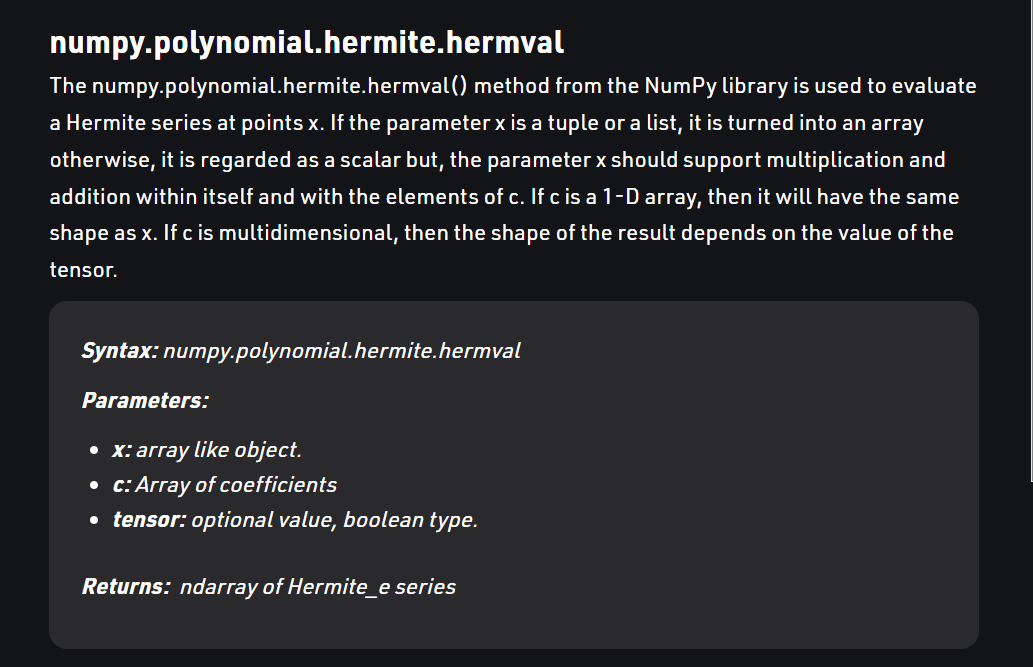 numpy.polynomial.hermite.hermval
The numpy.polynomial.hermite.hermval() method from the NumPy library is used to evaluate
a Hermite series at points x. If the parameter x is a tuple or a list, it is turned into an array
otherwise, it is regarded as a scalar but, the parameter x should support multiplication and
addition within itself and with the elements of c. If c is a 1-D array, then it will have the same
shape as x. If c is multidimensional, then the shape of the result depends on the value of the
tensor.
Syntax: numpy.polynomial.hermite.hermval
Parameters:
• x: array like object.
• c: Array of coefficients
• tensor: optional value, boolean type.
Returns: ndarray of Hermite_e series